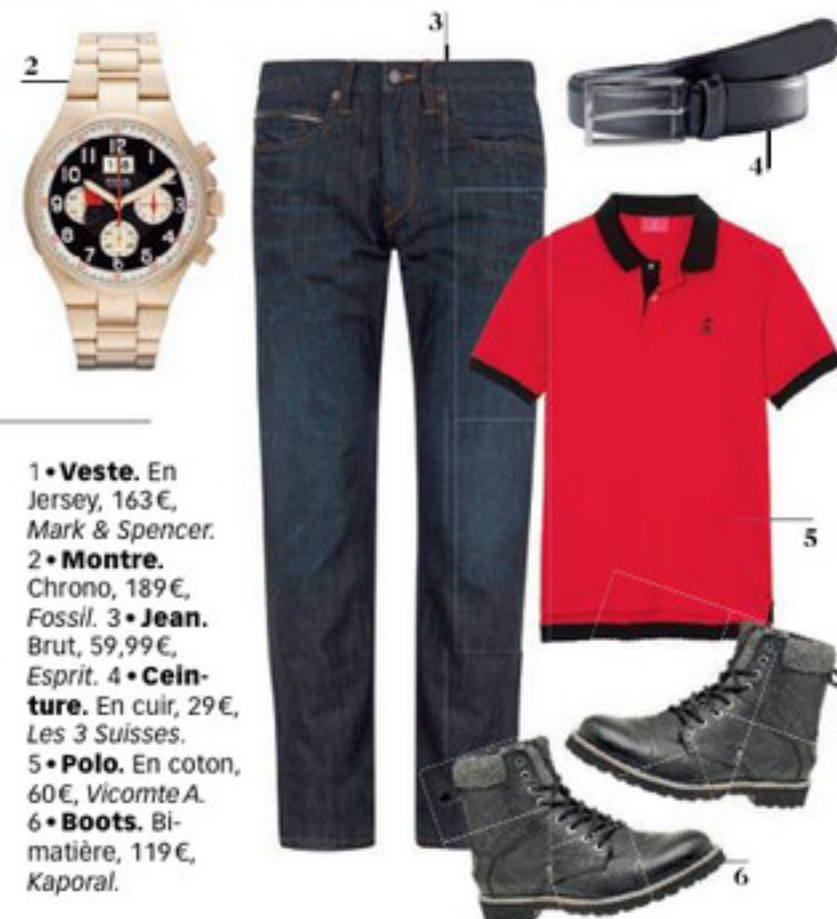 3
2
4
5
6
1 • Veste. En
Jersey, 163 €,
Mark & Spencer.
2 • Montre.
Chrono, 189 €,
Fossil. 3 • Jean.
Brut, 59,99 €,
Esprit. 4 • Cein-
ture. En cuir, 29 €,
Les 3 Suisses.
5 • Polo. En coton,
60 €, Vicomte A.
6 • Boots. Bi-
matière, 119 €,
Kaporal.